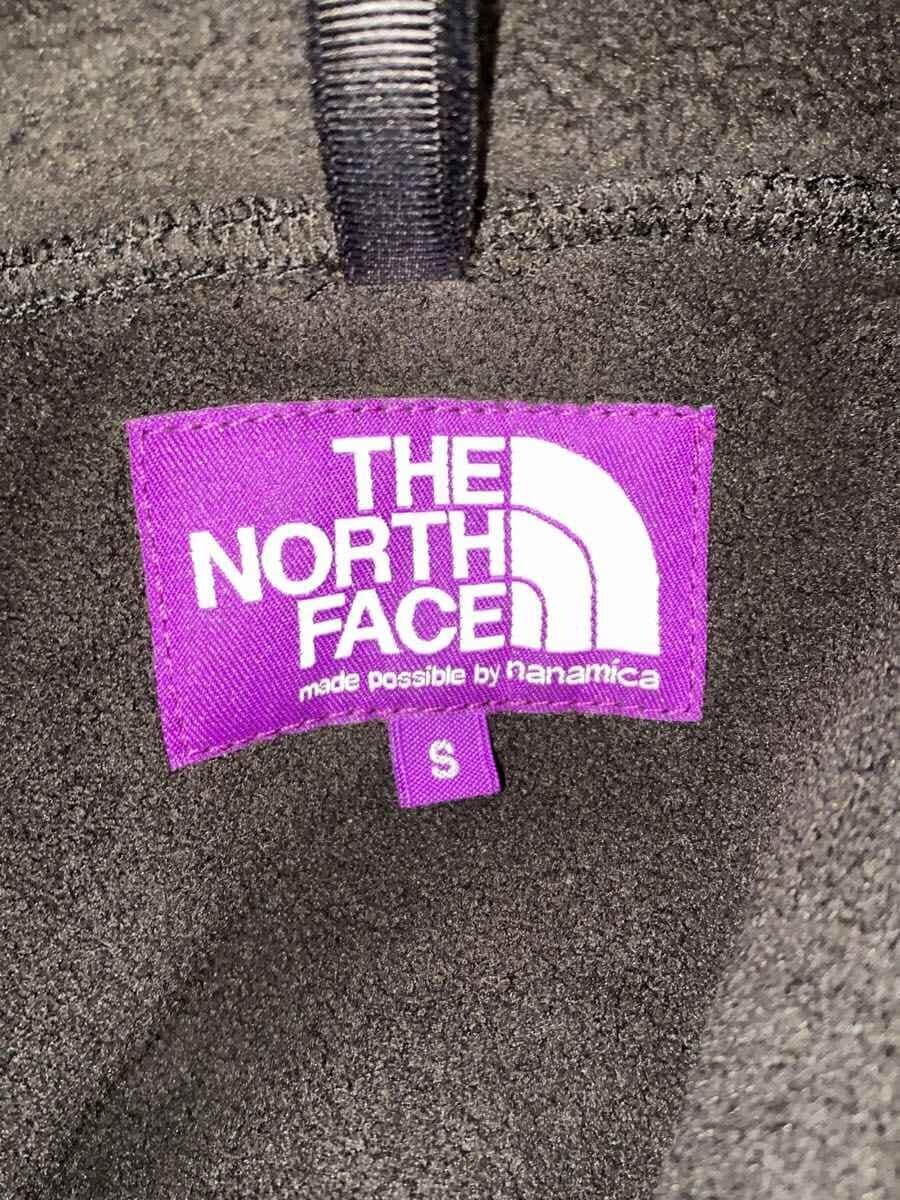 THE
NORTH
FACE
made possible by nanamica
S